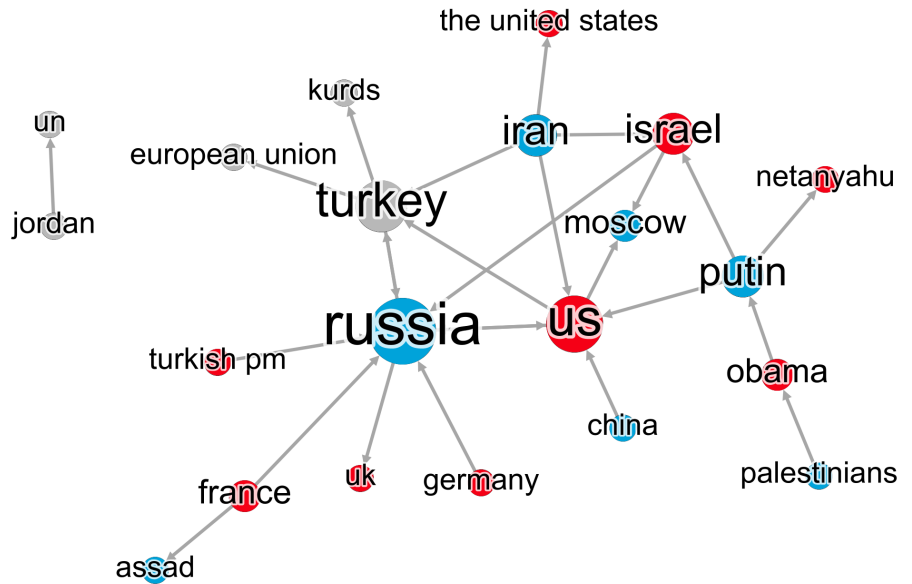 the united states
kurds
un
iran
israel
european union
netanyahu
turkey
jordan
moscow
putin
russia
us
turkish pm
obama
china
uk
germany
palestinians
france
assad